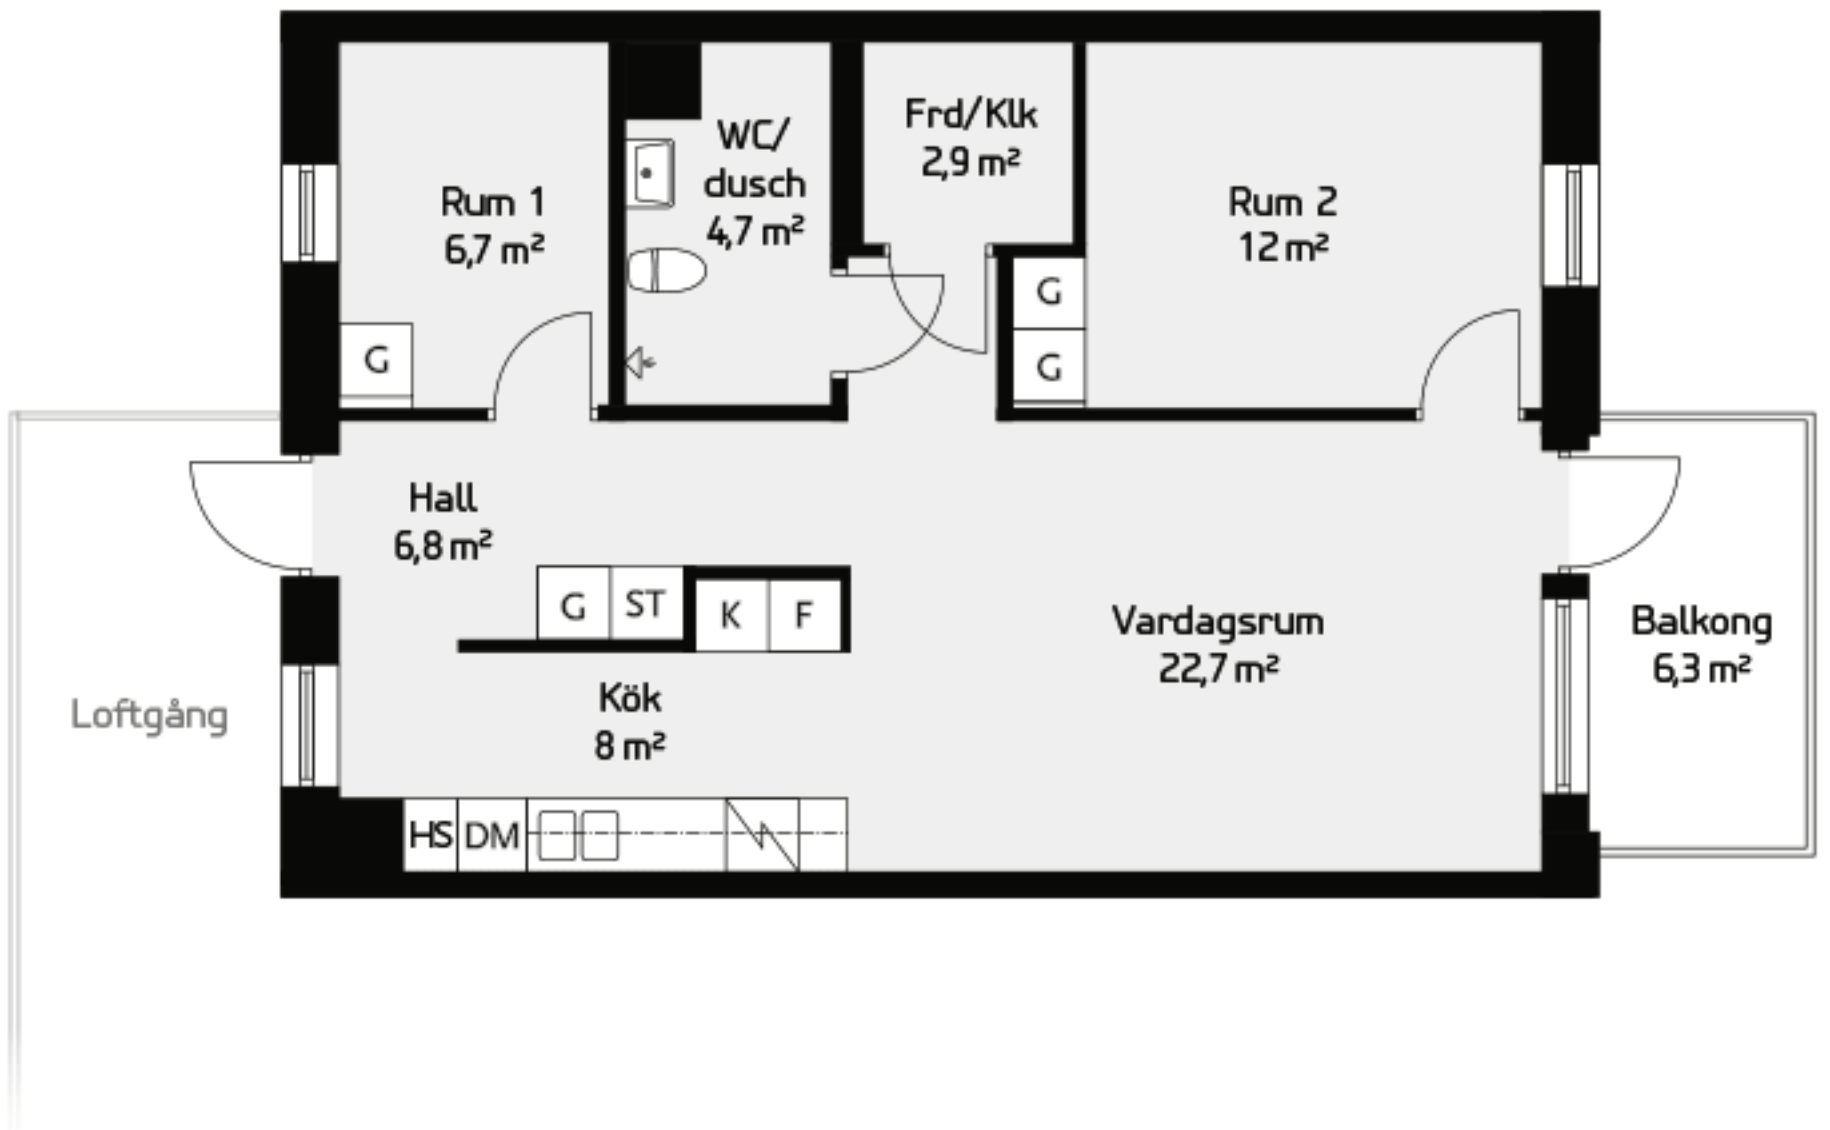 Rum 1
6,7 m²
WC/
dusch
4,7 m²
Frd/Klk
2,9 m²
Rum 2
12 m²
G
G
G
Hall
6,8 m²
G
ST
K
F
Vardagsrum
22,7 m²
Balkong
6,3 m²
Loftgång
Kök
8 m²
HS
DM